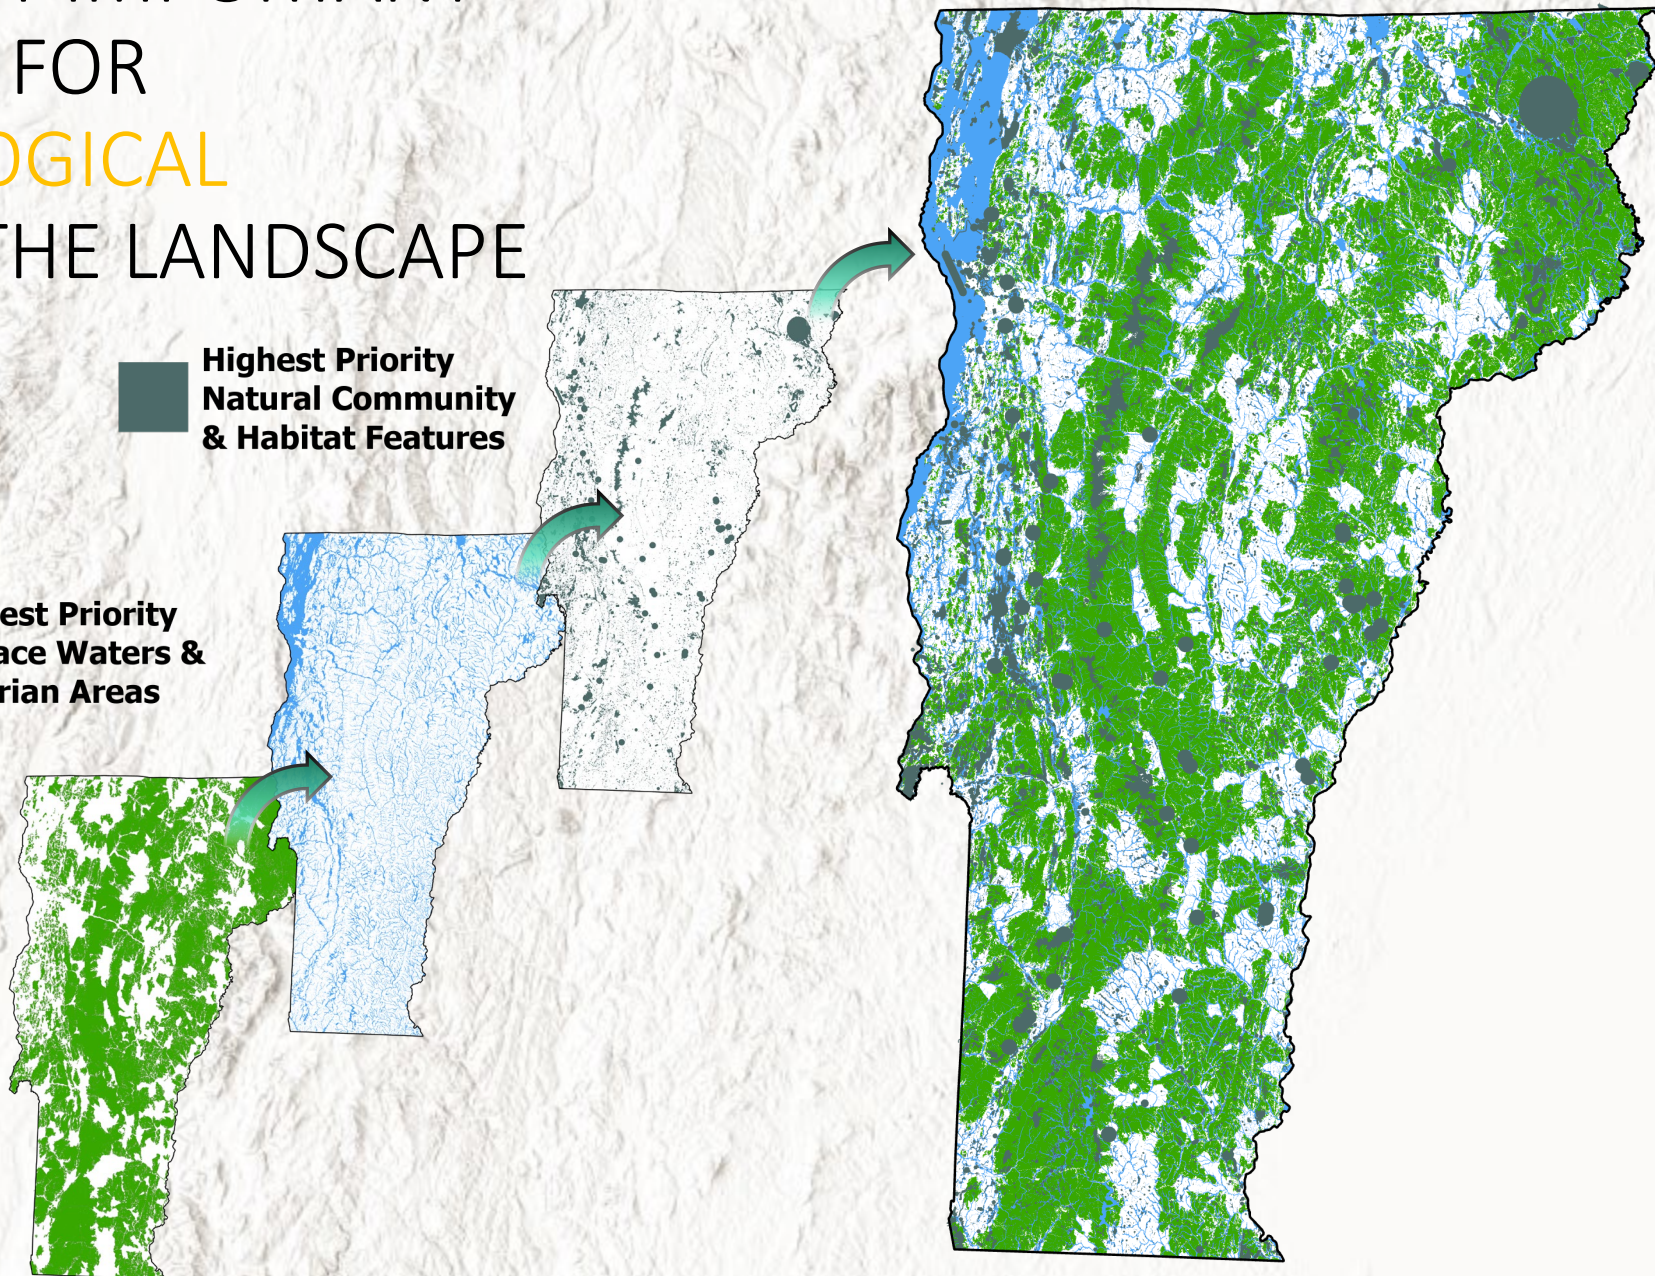 FOR
OGICAL
THE LANDSCAPE
Highest Priority
Natural Community
& Habitat Features
est Priority
ace Waters &
rian Areas